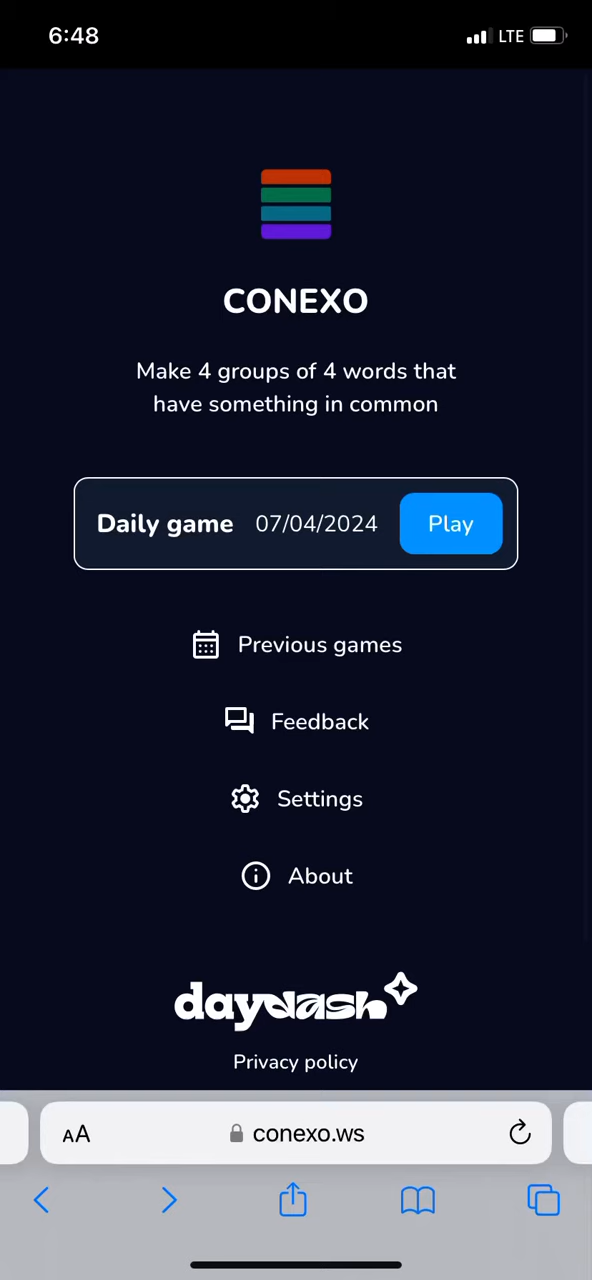 6:48
LTE
CONEXO
Make 4 groups of 4 words that
have something in common
Daily game 07/04/2024 Play
Previous games
Feedback
Settings
About
daydash
Privacy policy
AA conexo.ws